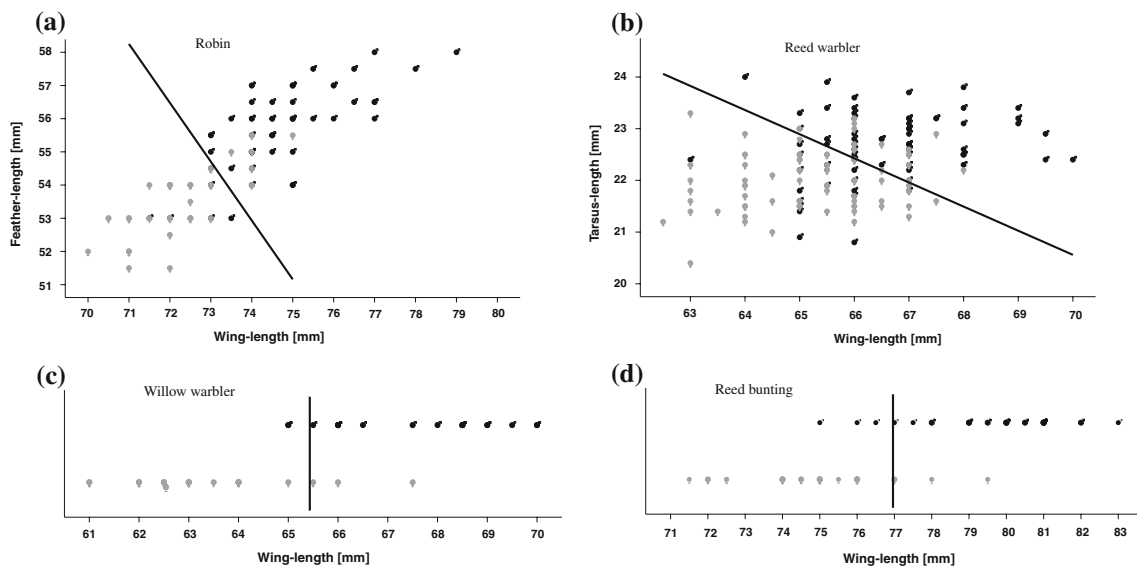 (a)
Robin
Feather-length [mm]
58
57
56
55
54
53
52
51
70 71 72 73 74 75 76 77 78 79 80
Wing-length [mm]
(b)
Reed warbler
Tarsus-length [mm]
24
23
22
21
20
63 64 65 66 67 68 69 70
Wing-length [mm]
(c)
Willow warbler
61 62 63 64 65 66 67 68 69 70
Wing-length [mm]
(d)
Reed bunting
71 72 73 74 75 76 77 78 79 80 81 82 83
Wing-length [mm]